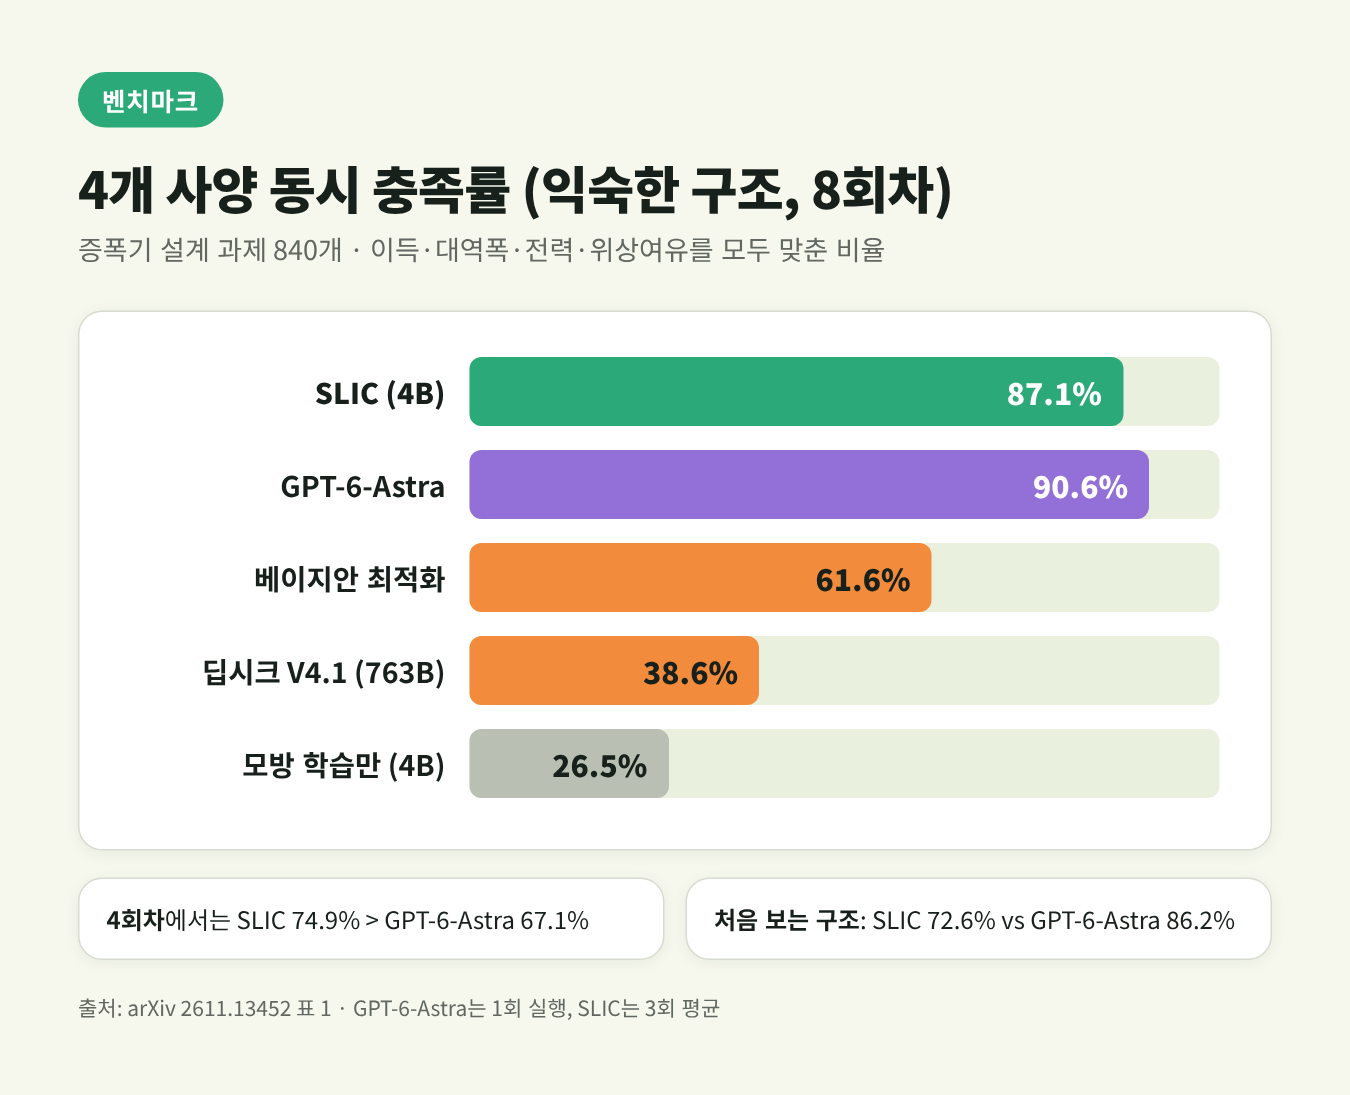 벤치마크
4개 사양 동시 충족률 (익숙한 구조, 8회차)
증폭기 설계 과제 840개 · 이득·대역폭·전력·위상여유를 모두 맞춘 비율
SLIC (4B) 87.1%
GPT-6-Astra 90.6%
베이지안 최적화 61.6%
딥시크 V4.1 (763B) 38.6%
모방 학습만 (4B) 26.5%
4회차에서는 SLIC 74.9% > GPT-6-Astra 67.1%
처음 보는 구조: SLIC 72.6% vs GPT-6-Astra 86.2%
출처: arXiv 2611.13452 표 1 · GPT-6-Astra는 1회 실행, SLIC는 3회 평균